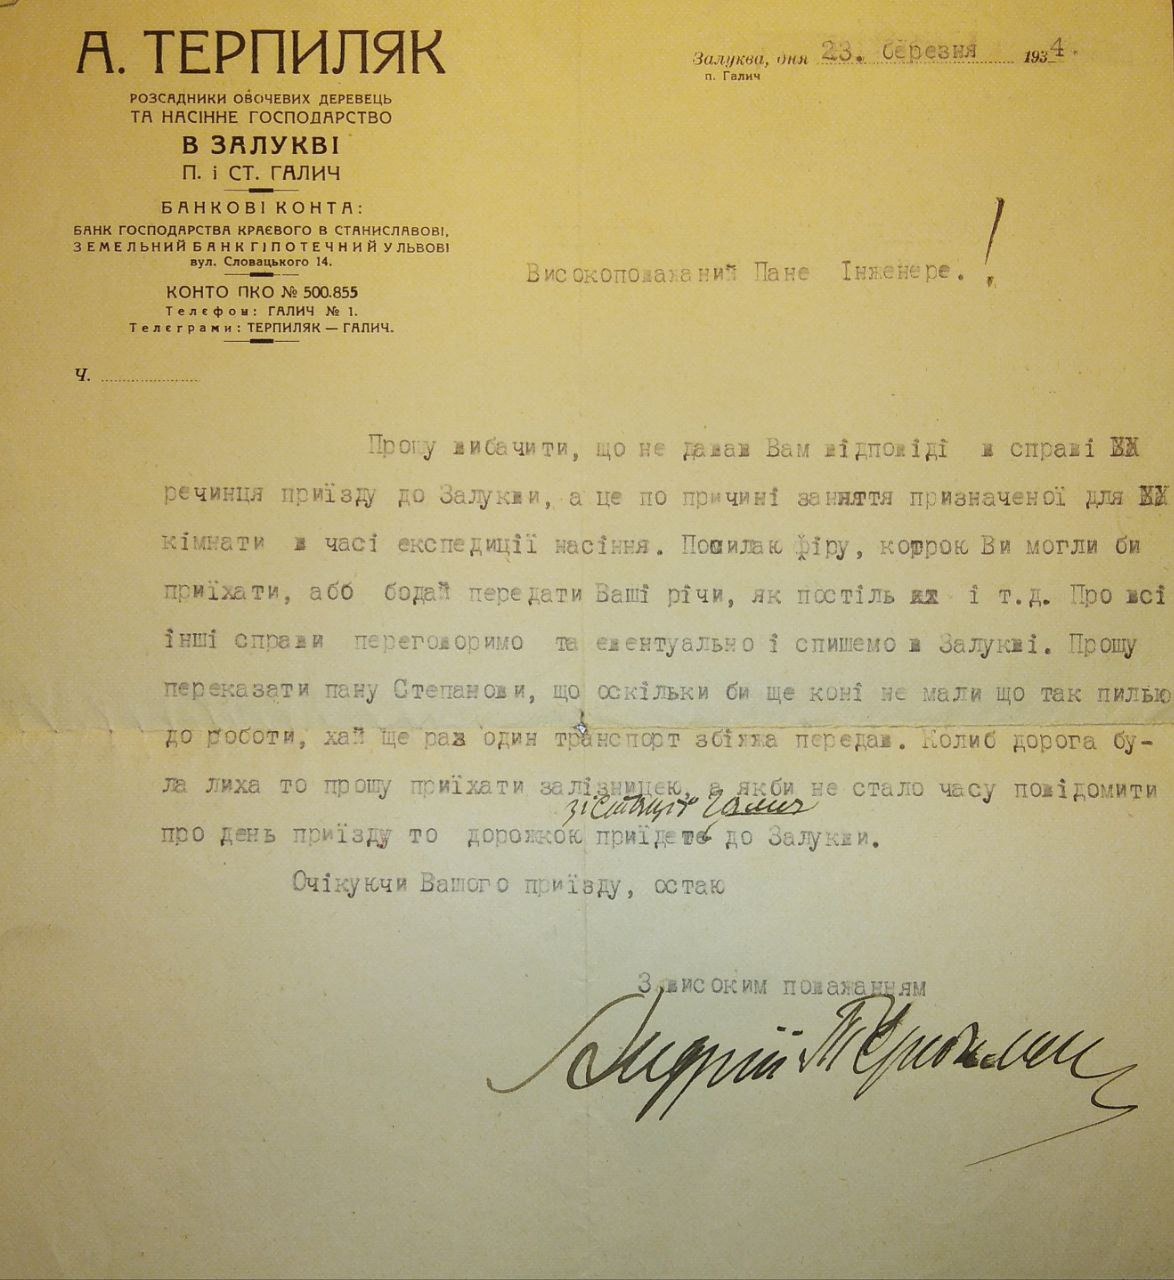 А. ТЕРПИЛЯК
РОЗСАДНИКИ ОВОЧЕВИХ ДЕРЕВЕЦЬ
ТА НАСІННЕ ГОСПОДАРСТВО
В ЗАЛУКВІ
П. і СТ. ГАЛИЧ
БАНКОВІ КОНТА:
БАНК ГОСПОДАРСТВА КРАЄВОГО В СТАНИСЛАВОВІ,
ЗЕМЕЛЬНИЙ БАНК ГІПОТЕЧНИЙ У ЛЬВОВІ
вул. Словацького 14.
КОНТО ПКО № 500.855
Телєфон: ГАЛИЧ № 1.
Телєграми: ТЕРПИЛЯК — ГАЛИЧ.
Ч.
Залуква, дня 23. березня 1934.
п. Галич
Високоповажаний Пане Інженере.!
Прошу вибачити, що не давав Вам відповіді в справі
речинця приїзду до Залукви, а це по причині заняття призначеної для
кімнати в часі експедиції насіння. Посилаю фіру, котрою Ви могли би
приїхати, або бодай передати Ваші річи, як постіль і т.д. Про всі
інші справи переговоримо та евентуально і спишемо в Залукві. Прошу
переказати пану Степанови, що оскільки би ще коні не мали що так пильно
до роботи, хай ще раз один транспорт збіжа передав. Колиб дорога бу-
ла лиха то прошу приїхати залізницею, а якби не стало часу повідомити
зі стації Галич
про день приїзду то дорожкою приїдете до Залукви.
Очікуючи Вашого приїзду, остаю
З високим поважанням
Андрій Терпиляк